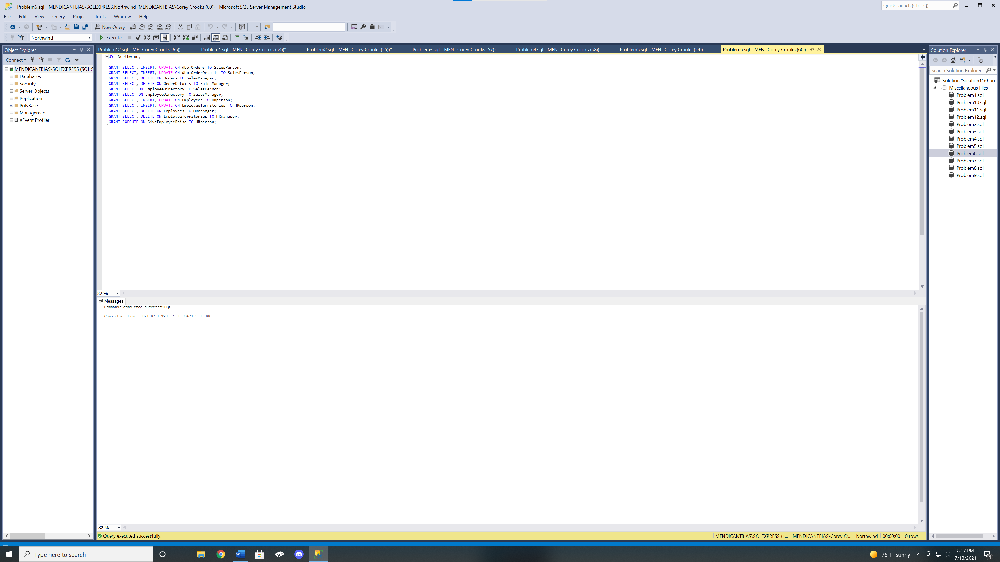 Problem6.sql - MENDICANTBIAS\SQLEXPRESS.Northwind (MENDICANTBIAS\Corey Crooks (60)) - Microsoft SQL Server Management Studio
Quick Launch (Ctrl+Q)
File Edit View Query Project Tools Window Help
New Query MDX DMX XMLA DAX
Northwind Execute
Object Explorer
Connect
MENDICANTBIAS\SQLEXPRESS (SQL S
Databases
Security
Server Objects
Replication
PolyBase
Management
XEvent Profiler
Problem12.sql - ME...Corey Crooks (66)) Problem1.sql - MEN...Corey Crooks (53))* Problem2.sql - MEN...Corey Crooks (55))* Problem3.sql - MEN...Corey Crooks (57)) Problem4.sql - MEN...Corey Crooks (58)) Problem5.sql - MEN...Corey Crooks (59)) Problem6.sql - MEN...Corey Crooks (60))
USE Northwind;
GRANT SELECT, INSERT, UPDATE ON dbo.Orders TO SalesPerson;
GRANT SELECT, INSERT, UPDATE ON dbo.OrderDetails TO SalesPerson;
GRANT SELECT, DELETE ON Orders TO SalesManager;
GRANT SELECT, DELETE ON OrderDetails TO SalesManager;
GRANT SELECT ON EmployeeDirectory TO SalesPerson;
GRANT SELECT ON EmployeeDirectory TO SalesManager;
GRANT SELECT, INSERT, UPDATE ON Employees TO HRperson;
GRANT SELECT, INSERT, UPDATE ON EmployeeTerritories TO HRperson;
GRANT SELECT, DELETE ON Employees TO HRmanager;
GRANT SELECT, DELETE ON EmployeeTerritories TO HRmanager;
GRANT EXECUTE ON GiveEmployeeRaise TO HRperson;
82 %
Messages
Commands completed successfully.
Completion time: 2021-07-13T20:17:20.9367439-07:00
82 %
Query executed successfully. MENDICANTBIAS\SQLEXPRESS (1... MENDICANTBIAS\Corey Cr... Northwind 00:00:00 0 rows
Solution Explorer
Search Solution Explorer (
Solution 'Solution1' (0 proj
Miscellaneous Files
Problem1.sql
Problem10.sql
Problem11.sql
Problem12.sql
Problem2.sql
Problem3.sql
Problem4.sql
Problem5.sql
Problem6.sql
Problem7.sql
Problem8.sql
Problem9.sql
Type here to search
76°F Sunny
8:17 PM
7/13/2021
1